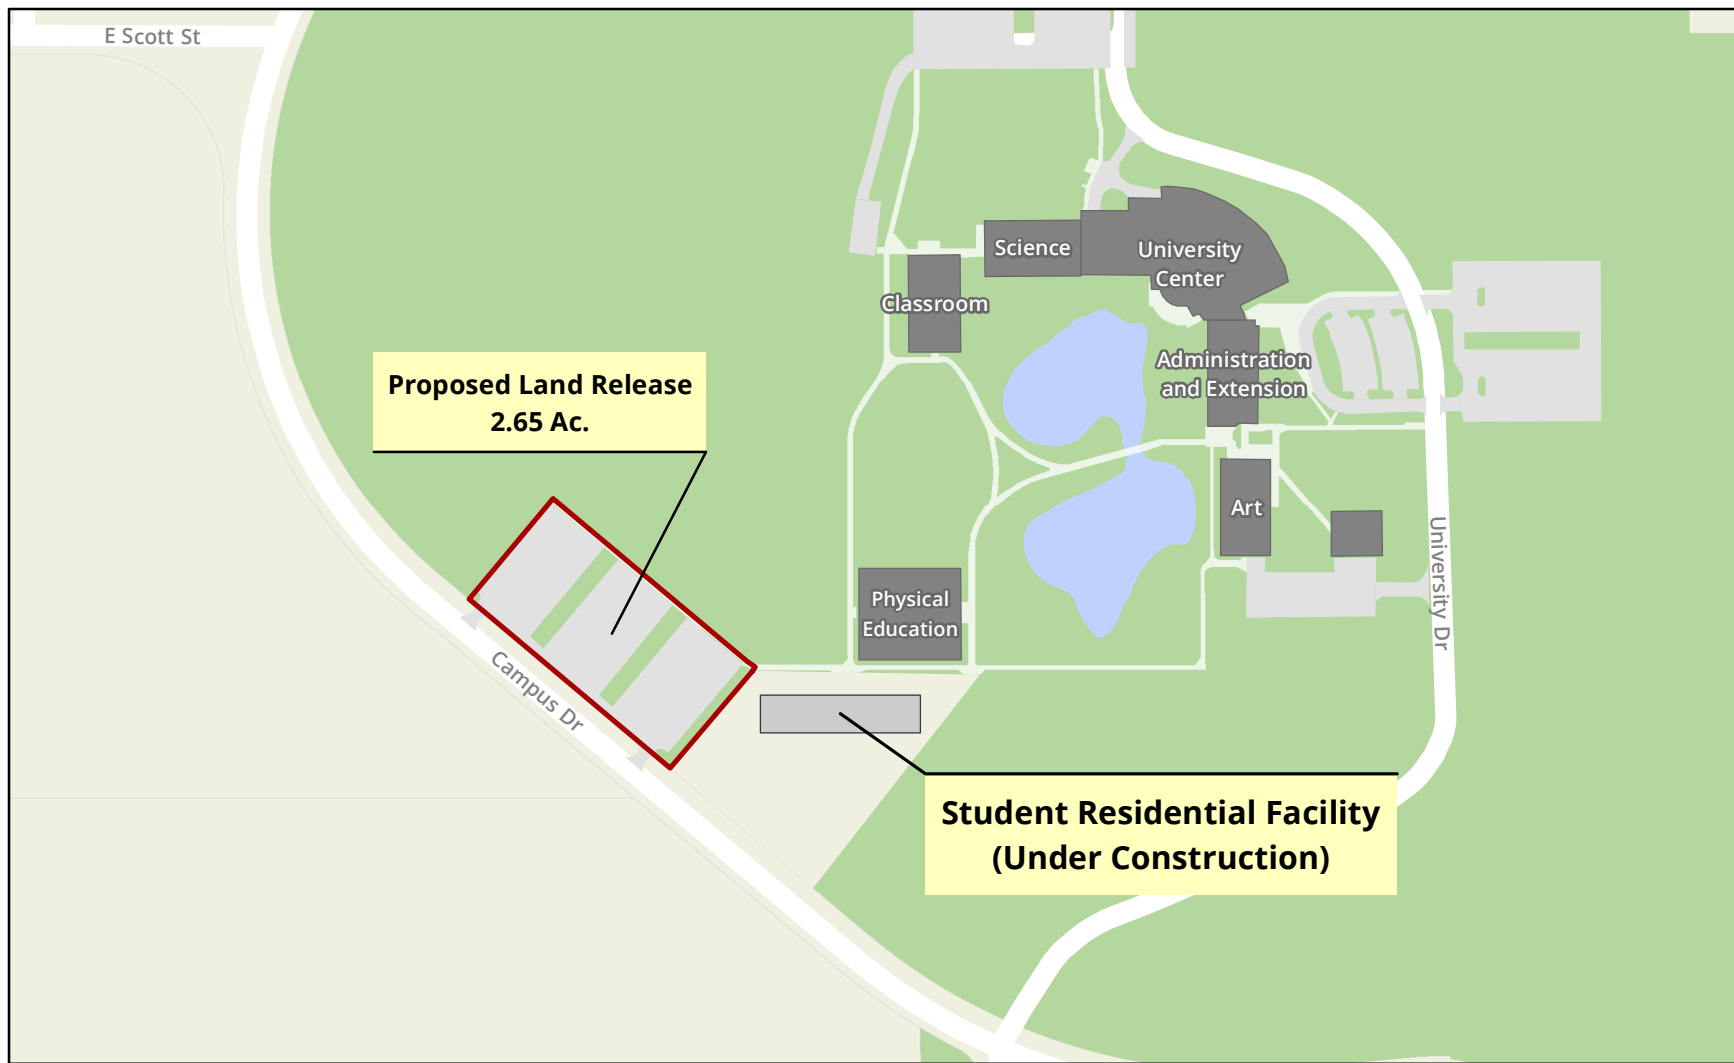 E Scott St
Science
University
Center
Classroom
Administration
and Extension
Proposed Land Release
2.65 Ac.
Art
University Dr
Physical
Education
Campus Dr
Student Residential Facility
(Under Construction)